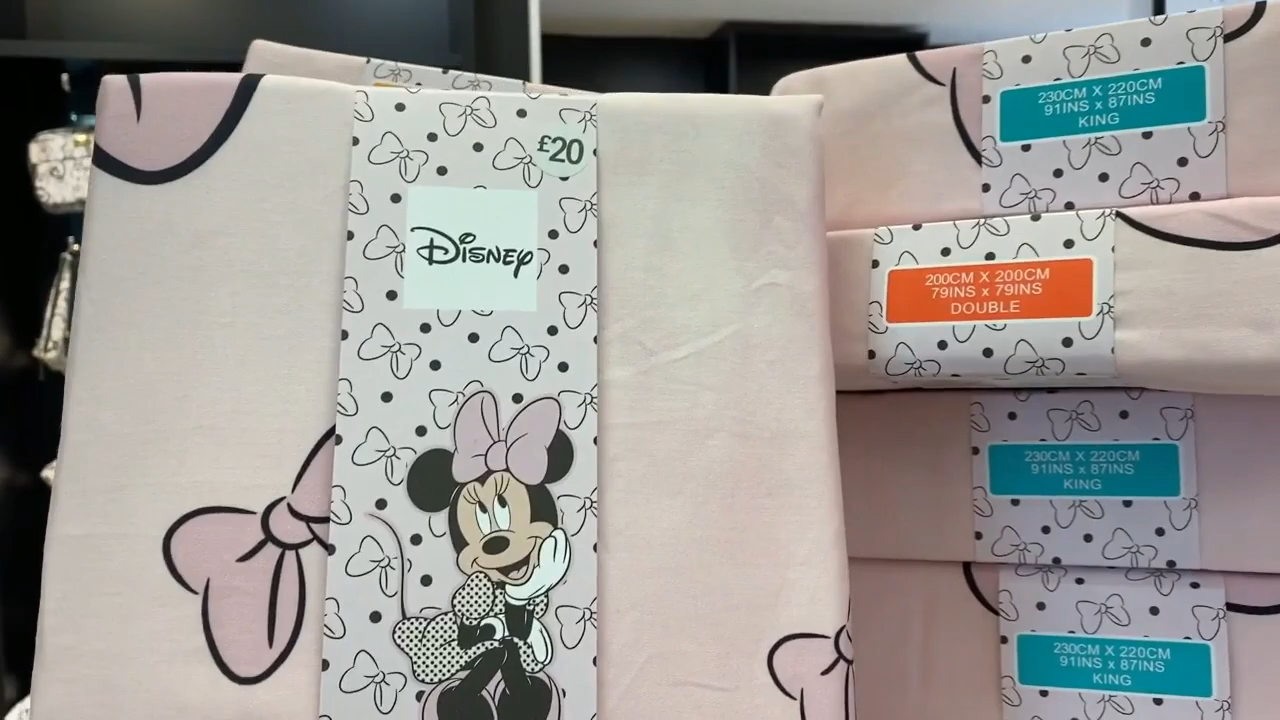 £20
Disney
230CM X 220CM
91INS x 87INS
KING
200CM X 200CM
79INS x 79INS
DOUBLE
230CM X 220CM
91INS x 87INS
KING
230CM X 220CM
91INS x 87INS
KING